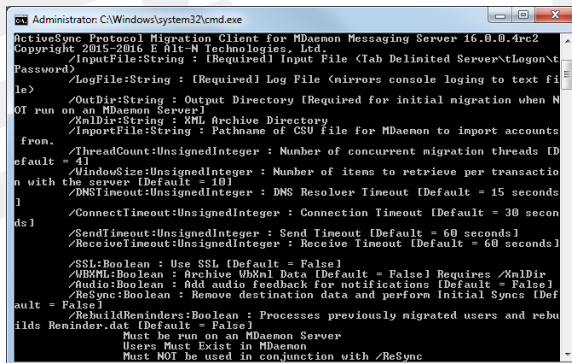 Administrator: C:\Windows\system32\cmd.exe
ActiveSync Protocol Migration Client for MDaemon Messaging Server 16.0.0.4rc2
Copyright 2015-2016 E Alt-N Technologies, Ltd.
/InputFile:String : [Required] Input File (Tab Delimited Server\tLogon\t
Password)
/LogFile:String : [Required] Log File (mirrors console loging to text fi
le)
/OutDir:String : Output Directory [Required for initial migration when N
OT run on an MDaemon Server]
/XmlDir:String : XML Archive Directory
/ImportFile:String : Pathname of CSV file for MDaemon to import accounts
from.
/ThreadCount:UnsignedInteger : Number of concurrent migration threads [D
efault = 4]
/WindowSize:UnsignedInteger : Number of items to retrieve per transactio
n with the server [Default = 10]
/DNSTimeout:UnsignedInteger : DNS Resolver Timeout [Default = 15 seconds
]
/ConnectTimeout:UnsignedInteger : Connection Timeout [Default = 30 secon
ds]
/SendTimeout:UnsignedInteger : Send Timeout [Default = 60 seconds]
/ReceiveTimeout:UnsignedInteger : Receive Timeout [Default = 60 seconds]
/SSL:Boolean : Use SSL [Default = False]
/WBXML:Boolean : Archive WbXml Data [Default = False] Requires /XmlDir
/Audio:Boolean : Add audio feedback for notifications [Default = False]
/ReSync:Boolean : Remove destination data and perform Initial Syncs [Def
ault = False]
/RebuildReminders:Boolean : Processes previously migrated users and rebu
ilds Reminder.dat [Default = False]
Must be run on an MDaemon Server
Users Must Exist in MDaemon
Must NOT be used in conjunction with /ReSync